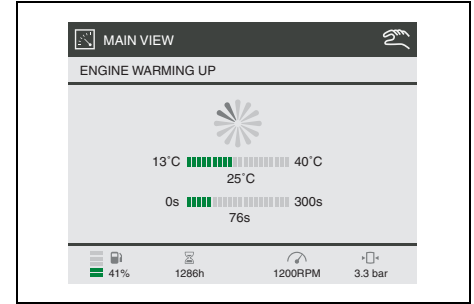 MAIN VIEW
ENGINE WARMING UP
13°C 40°C
25°C
0s 300s
76s
41% 1286h 1200RPM 3.3 bar